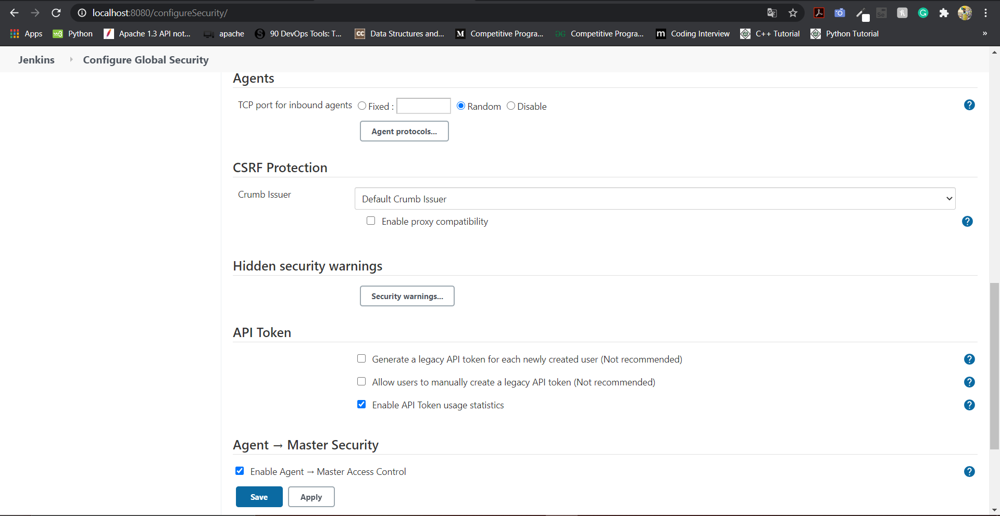 localhost:8080/configureSecurity/
Apps Python Apache 1.3 API not... apache 90 DevOps Tools: T... CC Data Structures and... M Competitive Progra... GG Competitive Progra... m Coding Interview C++ Tutorial Python Tutorial »
Jenkins Configure Global Security
Agents
TCP port for inbound agents Fixed : Random Disable
Agent protocols...
CSRF Protection
Crumb Issuer Default Crumb Issuer
Enable proxy compatibility
Hidden security warnings
Security warnings...
API Token
Generate a legacy API token for each newly created user (Not recommended)
Allow users to manually create a legacy API token (Not recommended)
Enable API Token usage statistics
Agent → Master Security
Enable Agent → Master Access Control
Save Apply